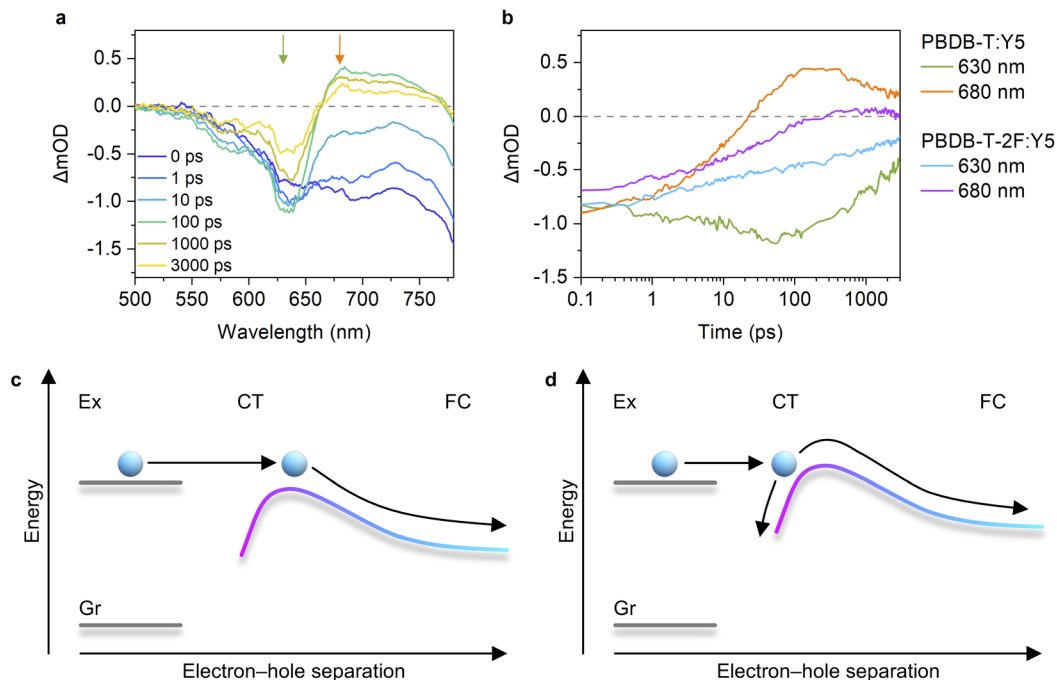 a
ΔmOD
0.5
0.0
-0.5
-1.0
-1.5
0 ps
1 ps
10 ps
100 ps
1000 ps
3000 ps
500 550 600 650 700 750
Wavelength (nm)
b
ΔmOD
0.5
0.0
-0.5
-1.0
-1.5
0.1 1 10 100 1000
Time (ps)
PBDB-T:Y5
630 nm
680 nm
PBDB-T-2F:Y5
630 nm
680 nm
c
Energy
Ex CT FC
Gr
Electron–hole separation
d
Energy
Ex CT FC
Gr
Electron–hole separation